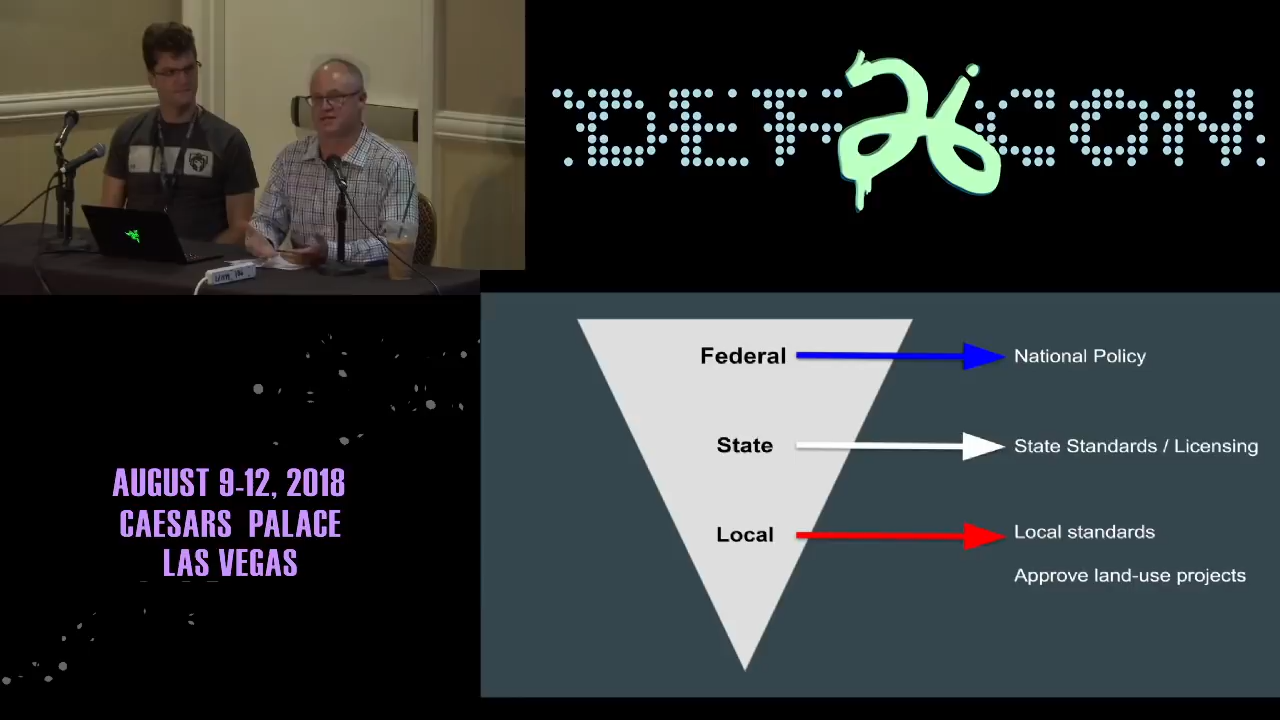 DEF 26 CON
AUGUST 9-12, 2018
CAESARS PALACE
LAS VEGAS
Federal
National Policy
State
State Standards / Licensing
Local
Local standards
Approve land-use projects